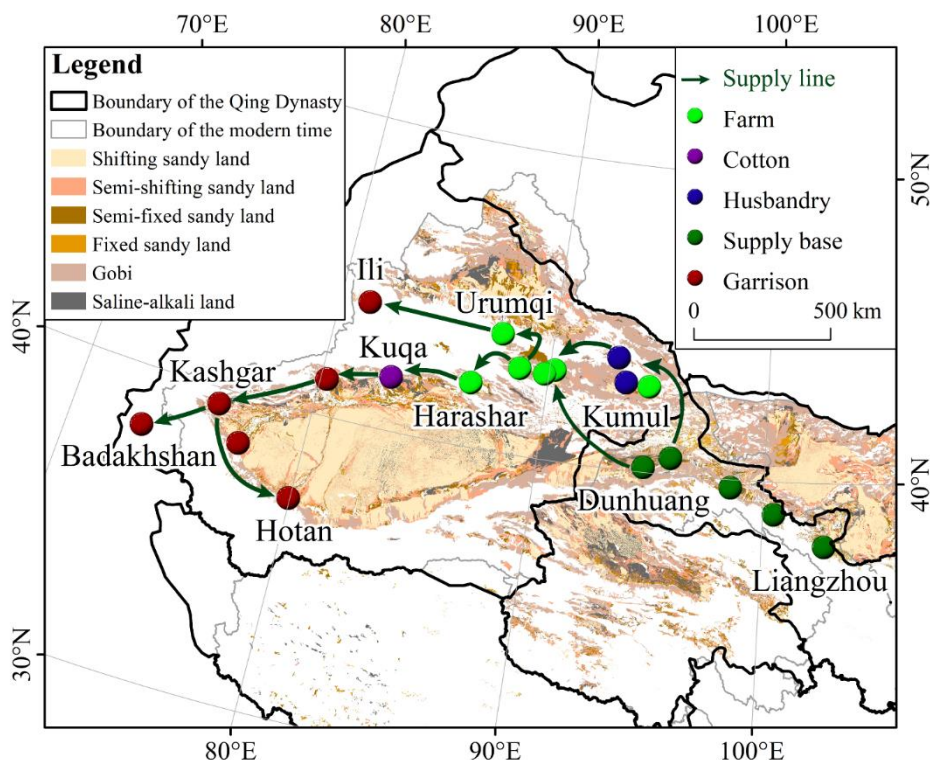 70°E
80°E
90°E
100°E
Legend
Boundary of the Qing Dynasty
Boundary of the modern time
Shifting sandy land
Semi-shifting sandy land
Semi-fixed sandy land
Fixed sandy land
Gobi
Saline-alkali land
Supply line
Farm
Cotton
Husbandry
Supply base
Garrison
0
500 km
50°N
40°N
Ili
Urumqi
Kuqa
Kashgar
Harashar
Kumul
Badakhshan
Dunhuang
40°N
Hotan
Liangzhou
30°N
80°E
90°E
100°E